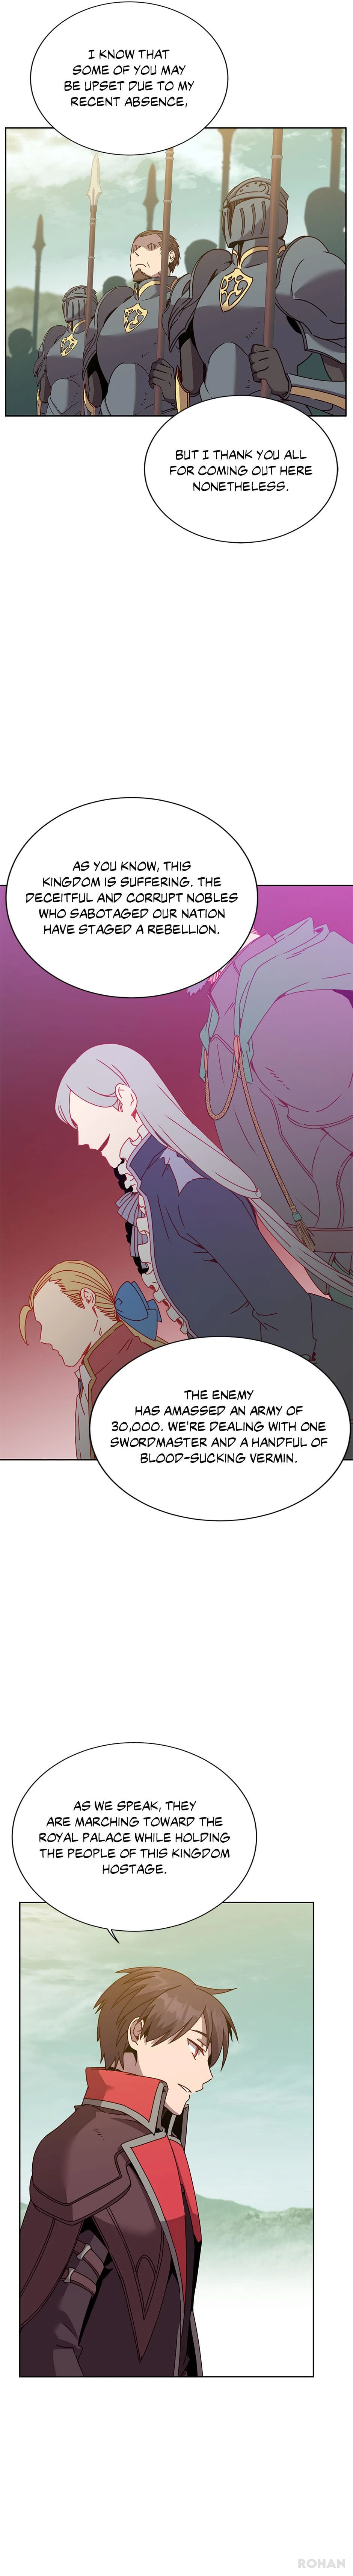 I KNOW THAT
SOME OF YOU MAY
BE UPSET DUE TO MY
RECENT ABSENCE,
BUT I THANK YOU ALL
FOR COMING OUT HERE
NONETHELESS.
AS YOU KNOW, THIS
KINGDOM IS SUFFERING. THE
DECEITFUL AND CORRUPT NOBLES
WHO SABOTAGED OUR NATION
HAVE STAGED A REBELLION.
THE ENEMY
HAS AMASSED AN ARMY OF
30,000. WE'RE DEALING WITH ONE
SWORDMASTER AND A HANDFUL OF
BLOOD-SUCKING VERMIN.
AS WE SPEAK, THEY
ARE MARCHING TOWARD THE
ROYAL PALACE WHILE HOLDING
THE PEOPLE OF THIS KINGDOM
HOSTAGE.
ROHAN